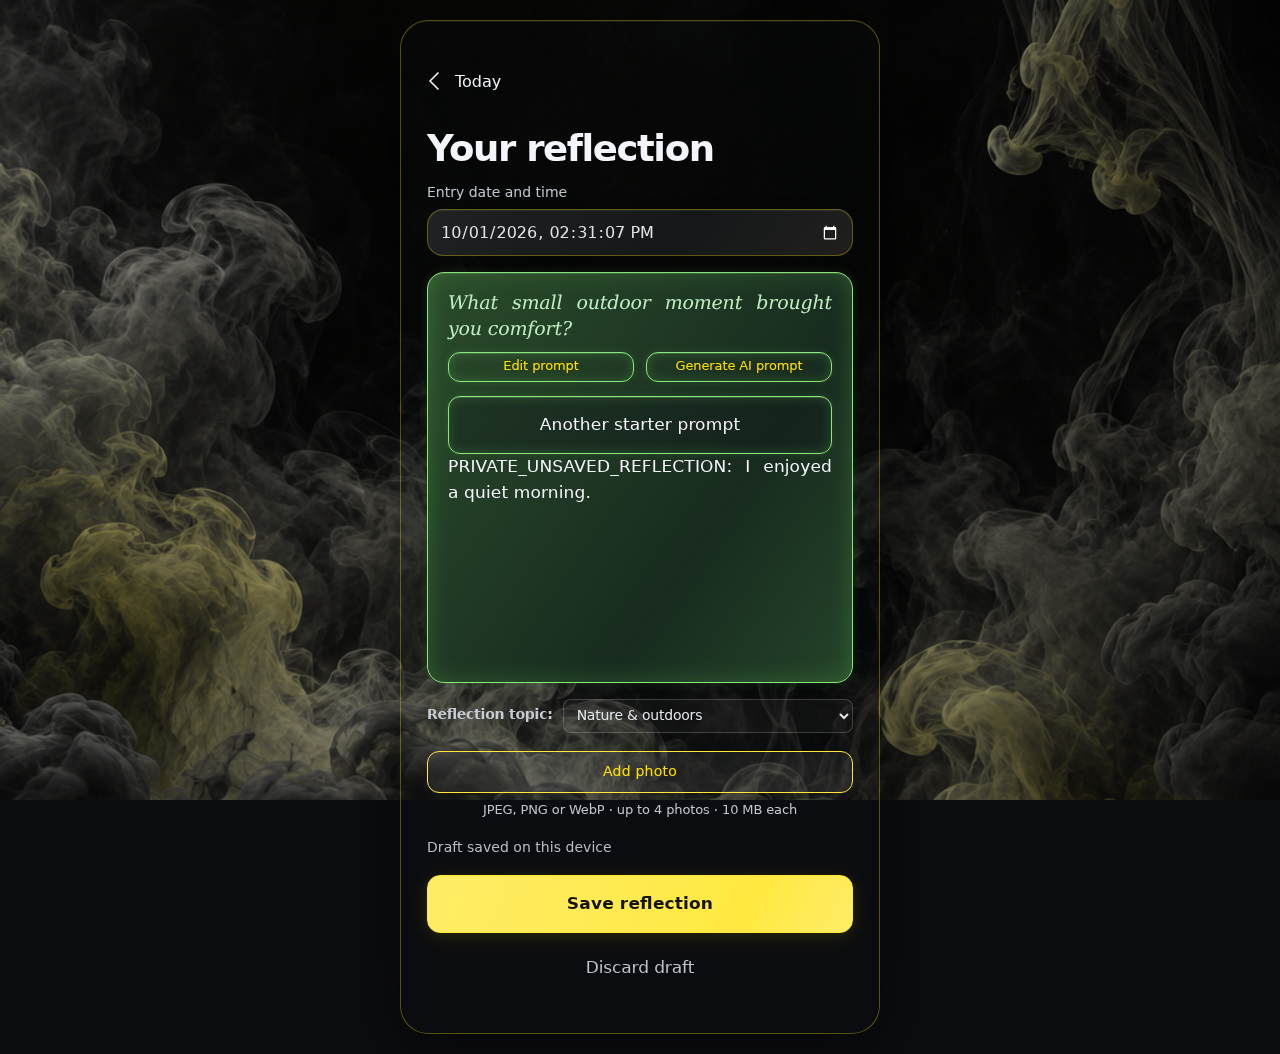 Today
Your reflection
Entry date and time
10/01/2026, 02:31:07 PM
What small outdoor moment brought
you comfort?
Edit prompt
Generate AI prompt
Another starter prompt
PRIVATE_UNSAVED_REFLECTION: I enjoyed
a quiet morning.
Reflection topic:
Nature & outdoors
Add photo
JPEG, PNG or WebP · up to 4 photos · 10 MB each
Draft saved on this device
Save reflection
Discard draft